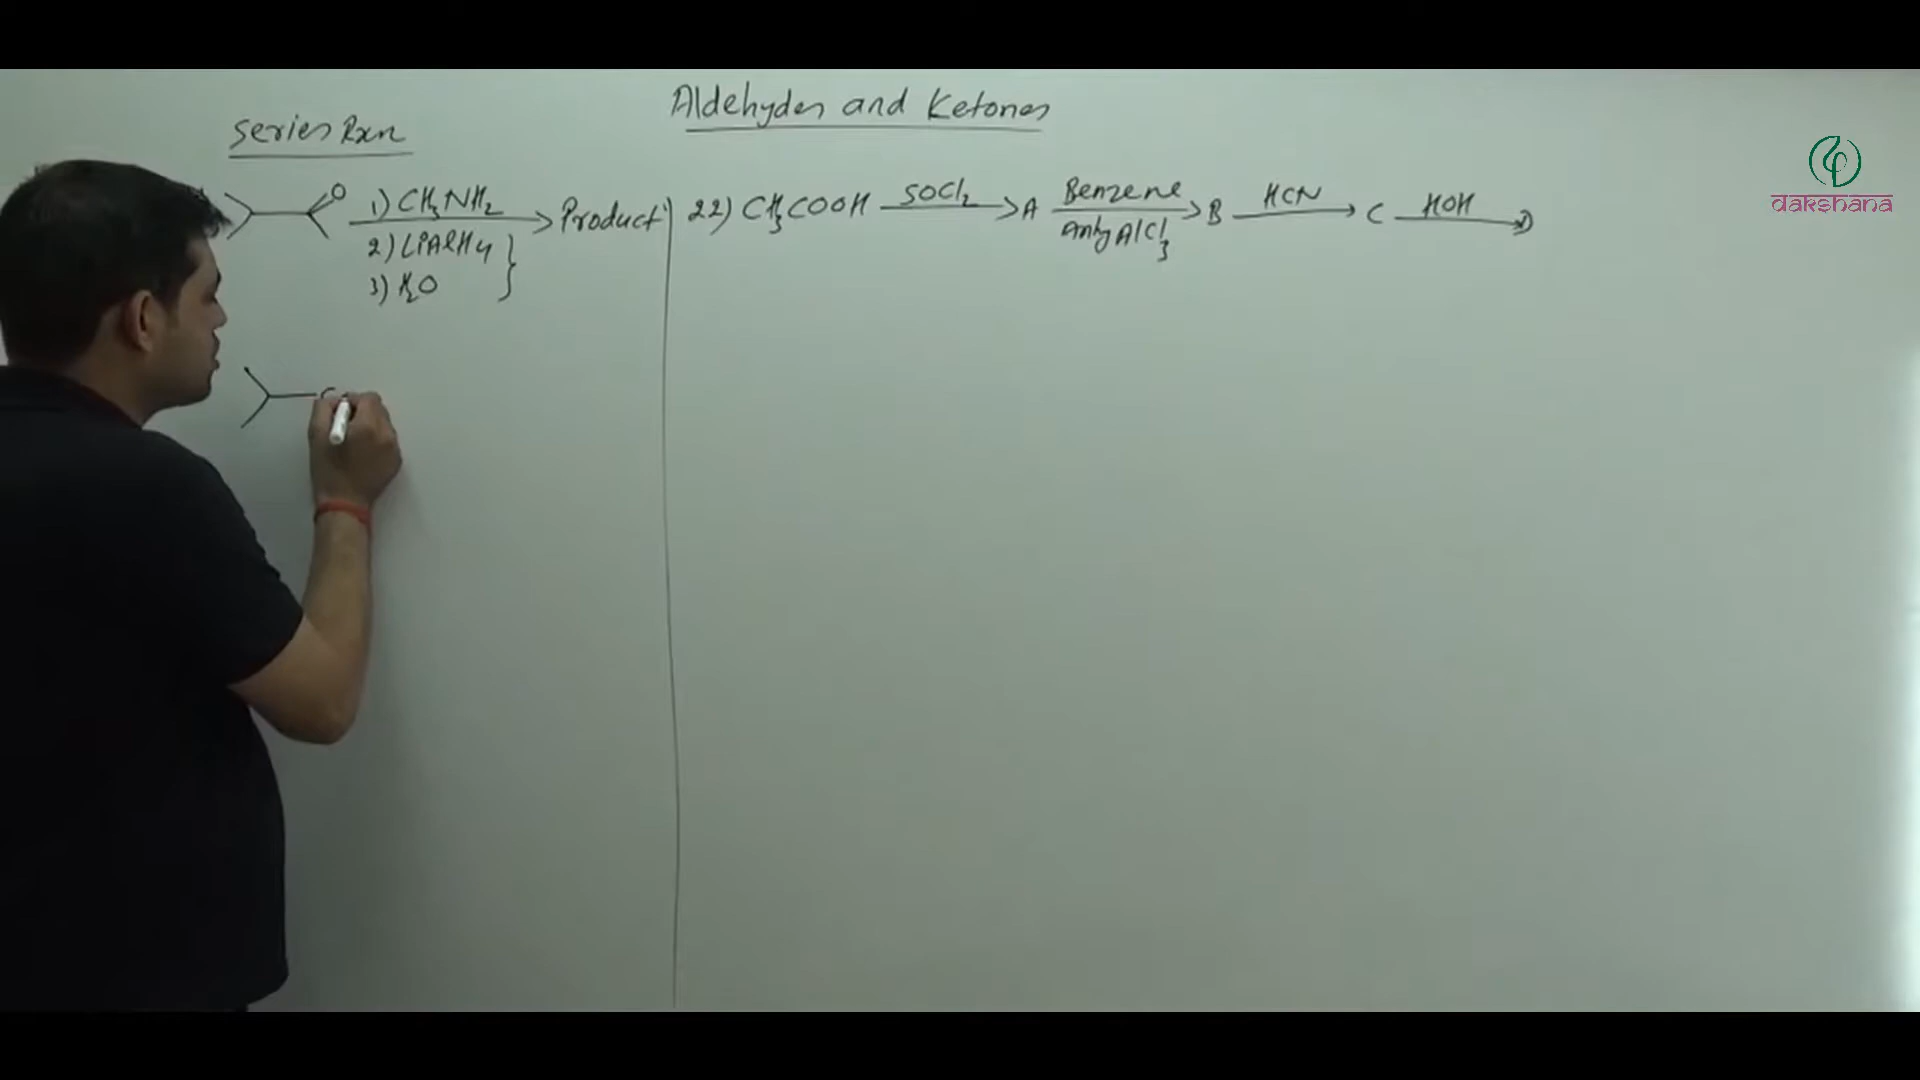 Aldehydes and Ketones
Series Rxn
O 1) CH3NH2 → Product
2) LiAlH4
3) H2O
22) CH3COOH SOCl2 → A Benzene → B HCN → C HOH → D
Anhy AlCl3
C
dakshana